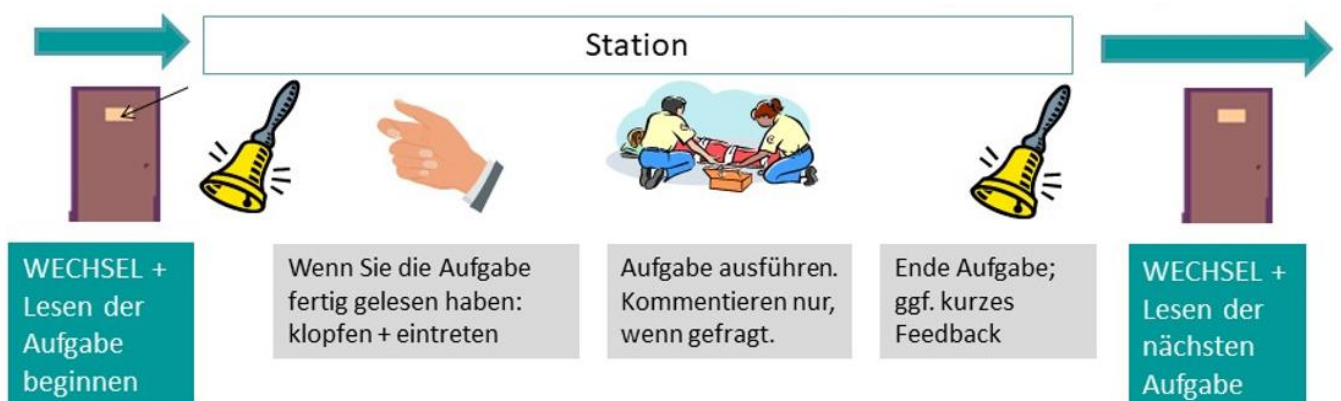 Station
WECHSEL +
Lesen der
Aufgabe
beginnen
Wenn Sie die Aufgabe
fertig gelesen haben:
klopfen + eintreten
Aufgabe ausführen.
Kommentieren nur,
wenn gefragt.
Ende Aufgabe;
ggf. kurzes
Feedback
WECHSEL +
Lesen der
nächsten
Aufgabe